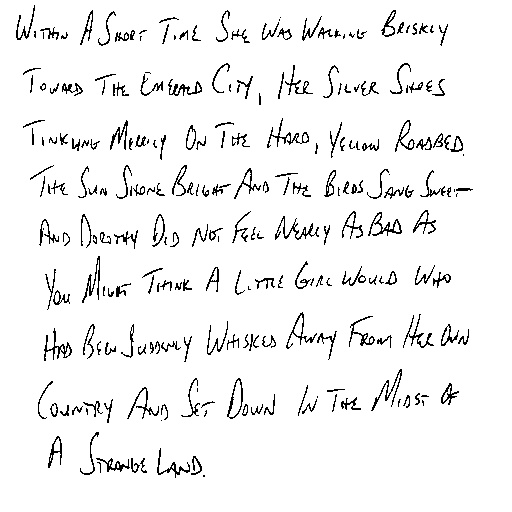 Within A Short Time She Was Walking Briskly
Toward The Emerald City, Her Silver Shoes
Tinkling Merrily On The Hard, Yellow Roadbed.
The Sun Shone Bright And The Birds Sang Sweet
And Dorothy Did Not Feel Nearly As Bad As
You Might Think A Little Girl Would Who
Had Been Suddenly Whisked Away From Her Own
Country And Set Down In The Midst Of
A Strange Land.